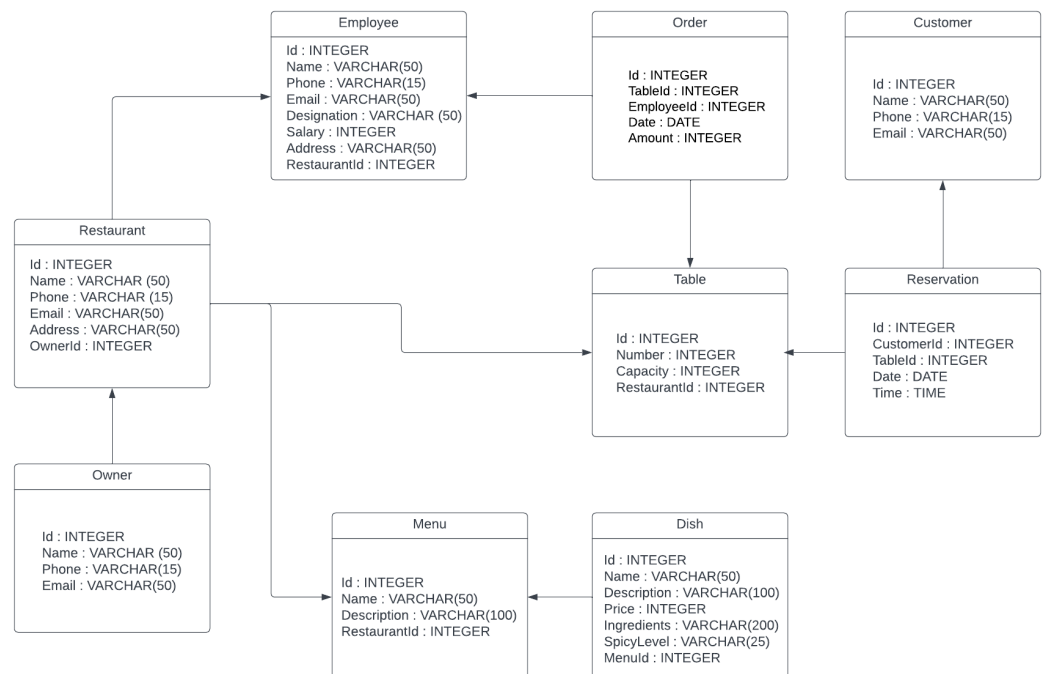 Employee
Id : INTEGER
Name : VARCHAR(50)
Phone : VARCHAR(15)
Email : VARCHAR(50)
Designation : VARCHAR (50)
Salary : INTEGER
Address : VARCHAR(50)
RestaurantId : INTEGER
Order
Id : INTEGER
TableId : INTEGER
EmployeeId : INTEGER
Date : DATE
Amount : INTEGER
Customer
Id : INTEGER
Name : VARCHAR(50)
Phone : VARCHAR(15)
Email : VARCHAR(50)
Restaurant
Id : INTEGER
Name : VARCHAR (50)
Phone : VARCHAR (15)
Email : VARCHAR(50)
Address : VARCHAR(50)
OwnerId : INTEGER
Table
Id : INTEGER
Number : INTEGER
Capacity : INTEGER
RestaurantId : INTEGER
Reservation
Id : INTEGER
CustomerId : INTEGER
TableId : INTEGER
Date : DATE
Time : TIME
Owner
Id : INTEGER
Name : VARCHAR (50)
Phone : VARCHAR(15)
Email : VARCHAR(50)
Menu
Id : INTEGER
Name : VARCHAR(50)
Description : VARCHAR(100)
RestaurantId : INTEGER
Dish
Id : INTEGER
Name : VARCHAR(50)
Description : VARCHAR(100)
Price : INTEGER
Ingredients : VARCHAR(200)
SpicyLevel : VARCHAR(25)
MenuId : INTEGER